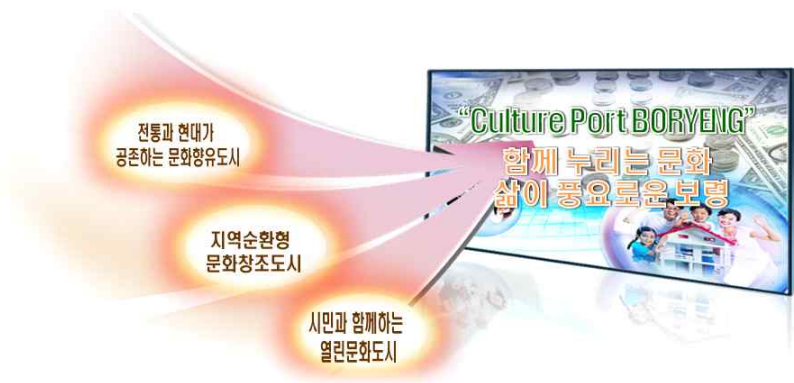 전통과 현대가
공존하는 문화향유도시
지역순환형
문화창조도시
시민과 함께하는
열린문화도시
“Culture Port BORYENG”
함께 누리는 문화
삶이 풍요로운 보령